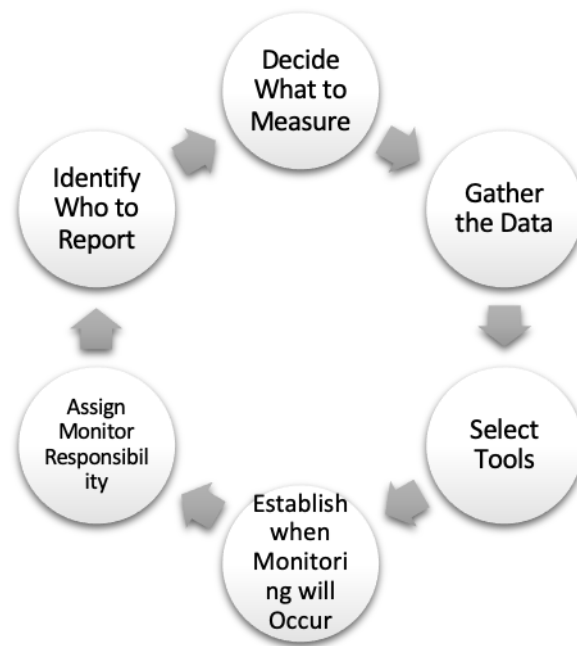 Decide
What to
Measure
Gather
the Data
Select
Tools
Establish
when
Monitori
ng will
Occur
Assign
Monitor
Responsibil
ity
Identify
Who to
Report